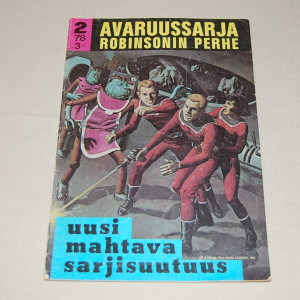 2
78
3:-
AVARUUSSARJA
ROBINSONIN PERHE
uusi
mahtava
sarjisuutuus